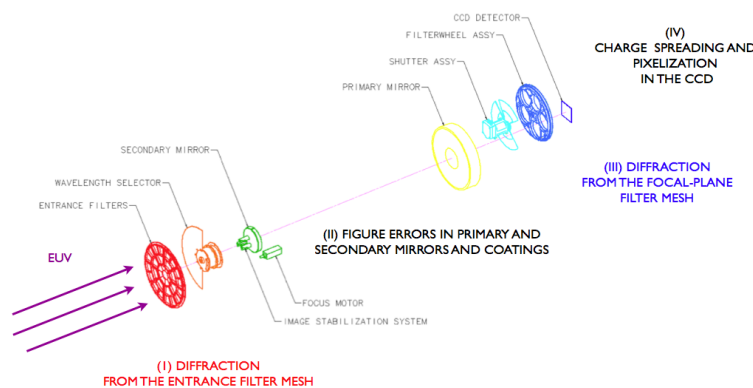 CCD DETECTOR
FILTERWHEEL ASSY
SHUTTER ASSY
PRIMARY MIRROR
(IV)
CHARGE SPREADING AND
PIXELIZATION
IN THE CCD
SECONDARY MIRROR
WAVELENGTH SELECTOR
ENTRANCE FILTERS
(III) DIFFRACTION
FROM THE FOCAL-PLANE
FILTER MESH
(II) FIGURE ERRORS IN PRIMARY AND
SECONDARY MIRRORS AND COATINGS
EUV
FOCUS MOTOR
IMAGE STABILIZATION SYSTEM
(I) DIFFRACTION
FROM THE ENTRANCE FILTER MESH